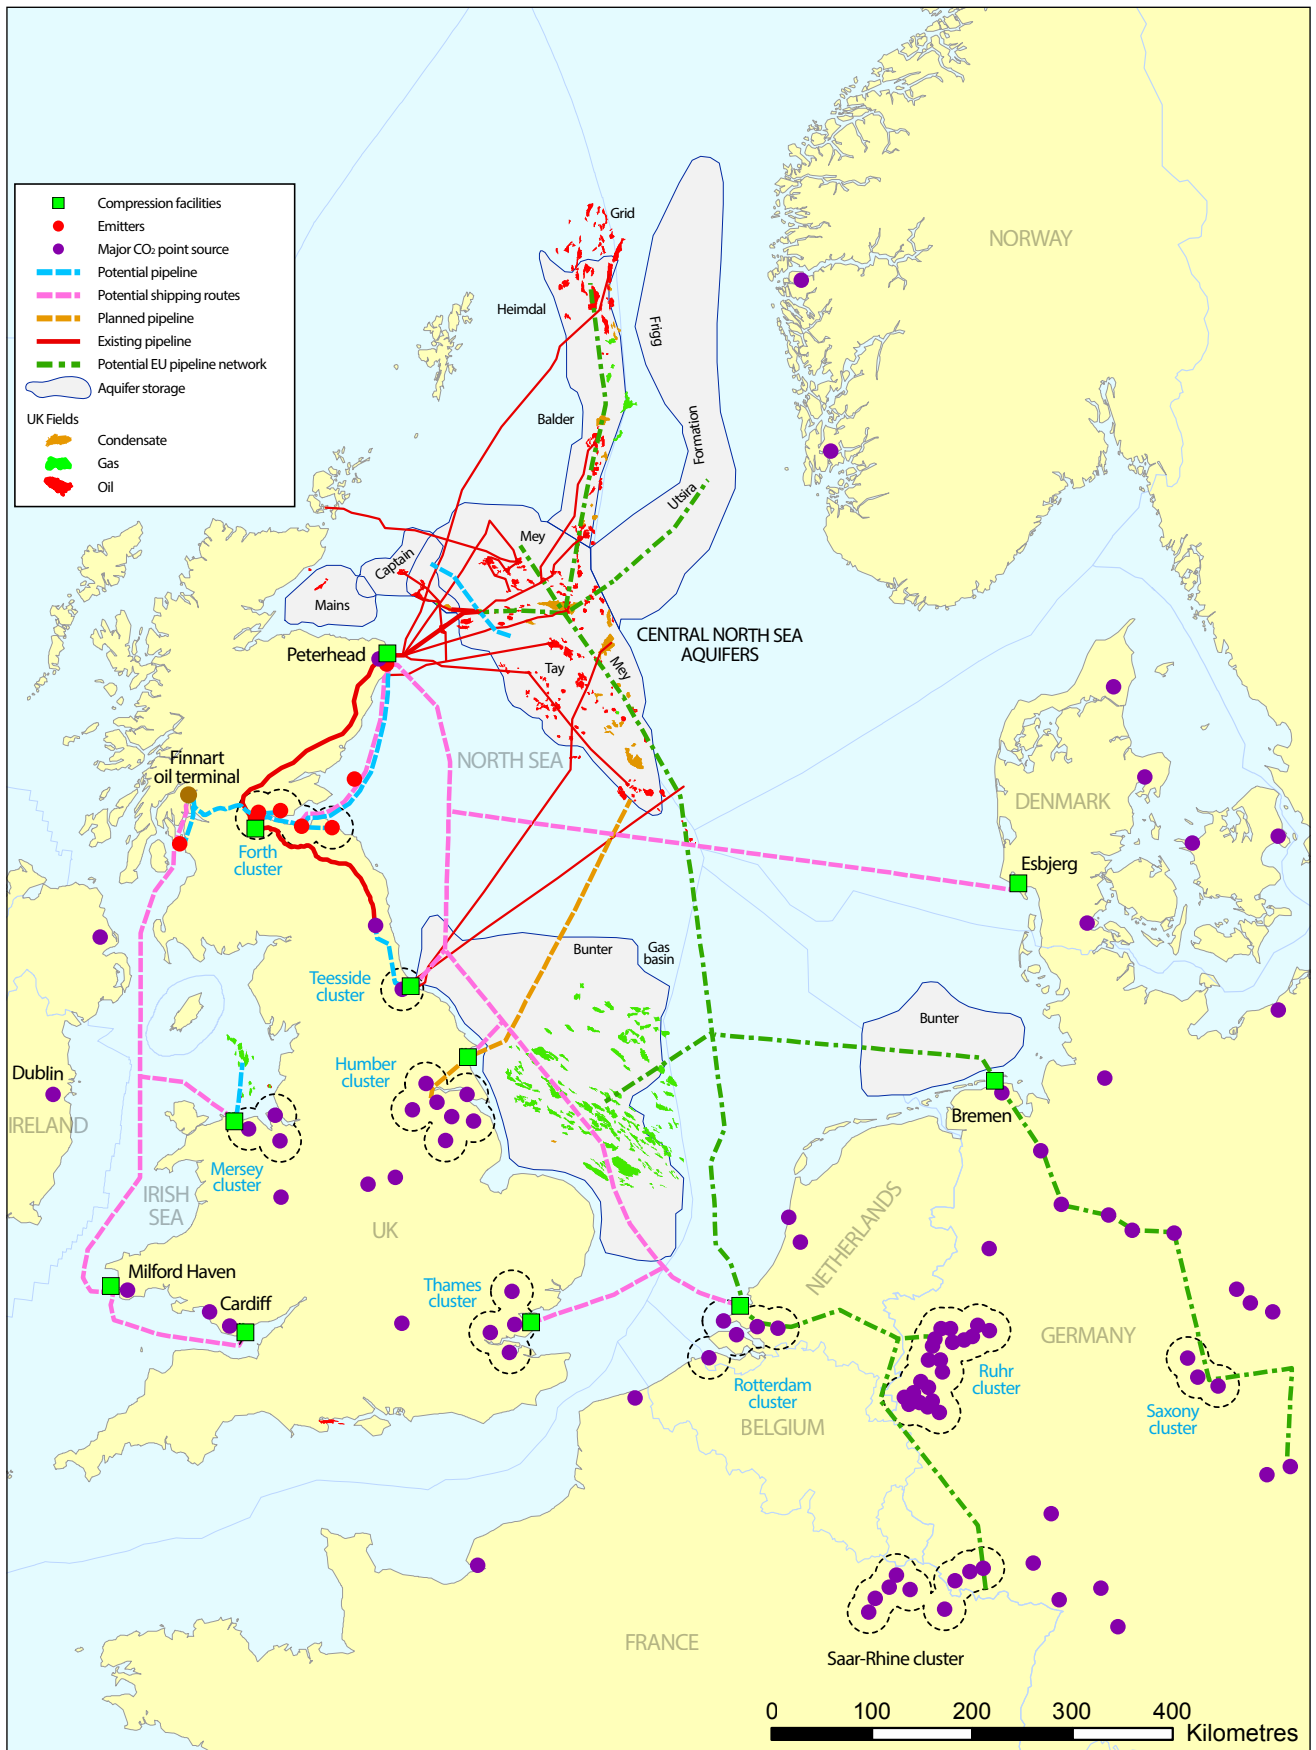 Compression facilities
Emitters
Major CO₂ point source
Potential pipeline
Potential shipping routes
Planned pipeline
Existing pipeline
Potential EU pipeline network
Aquifer storage
UK Fields
Condensate
Gas
Oil
Grid
NORWAY
Heimdal
Frigg
Balder
Formation
Utsira
Mey
Captain
Mains
CENTRAL NORTH SEA
AQUIFERS
Peterhead
Tay
Mey
Finnart
oil terminal
NORTH SEA
DENMARK
Forth
cluster
Esbjerg
Bunter
Gas
basin
Teesside
cluster
Bunter
Humber
cluster
Dublin
IRELAND
Bremen
Mersey
cluster
IRISH
SEA
UK
NETHERLANDS
Milford Haven
Thames
cluster
Cardiff
GERMANY
Rotterdam
cluster
Ruhr
cluster
BELGIUM
Saxony
cluster
FRANCE
Saar-Rhine cluster
0 100 200 300 400
Kilometres